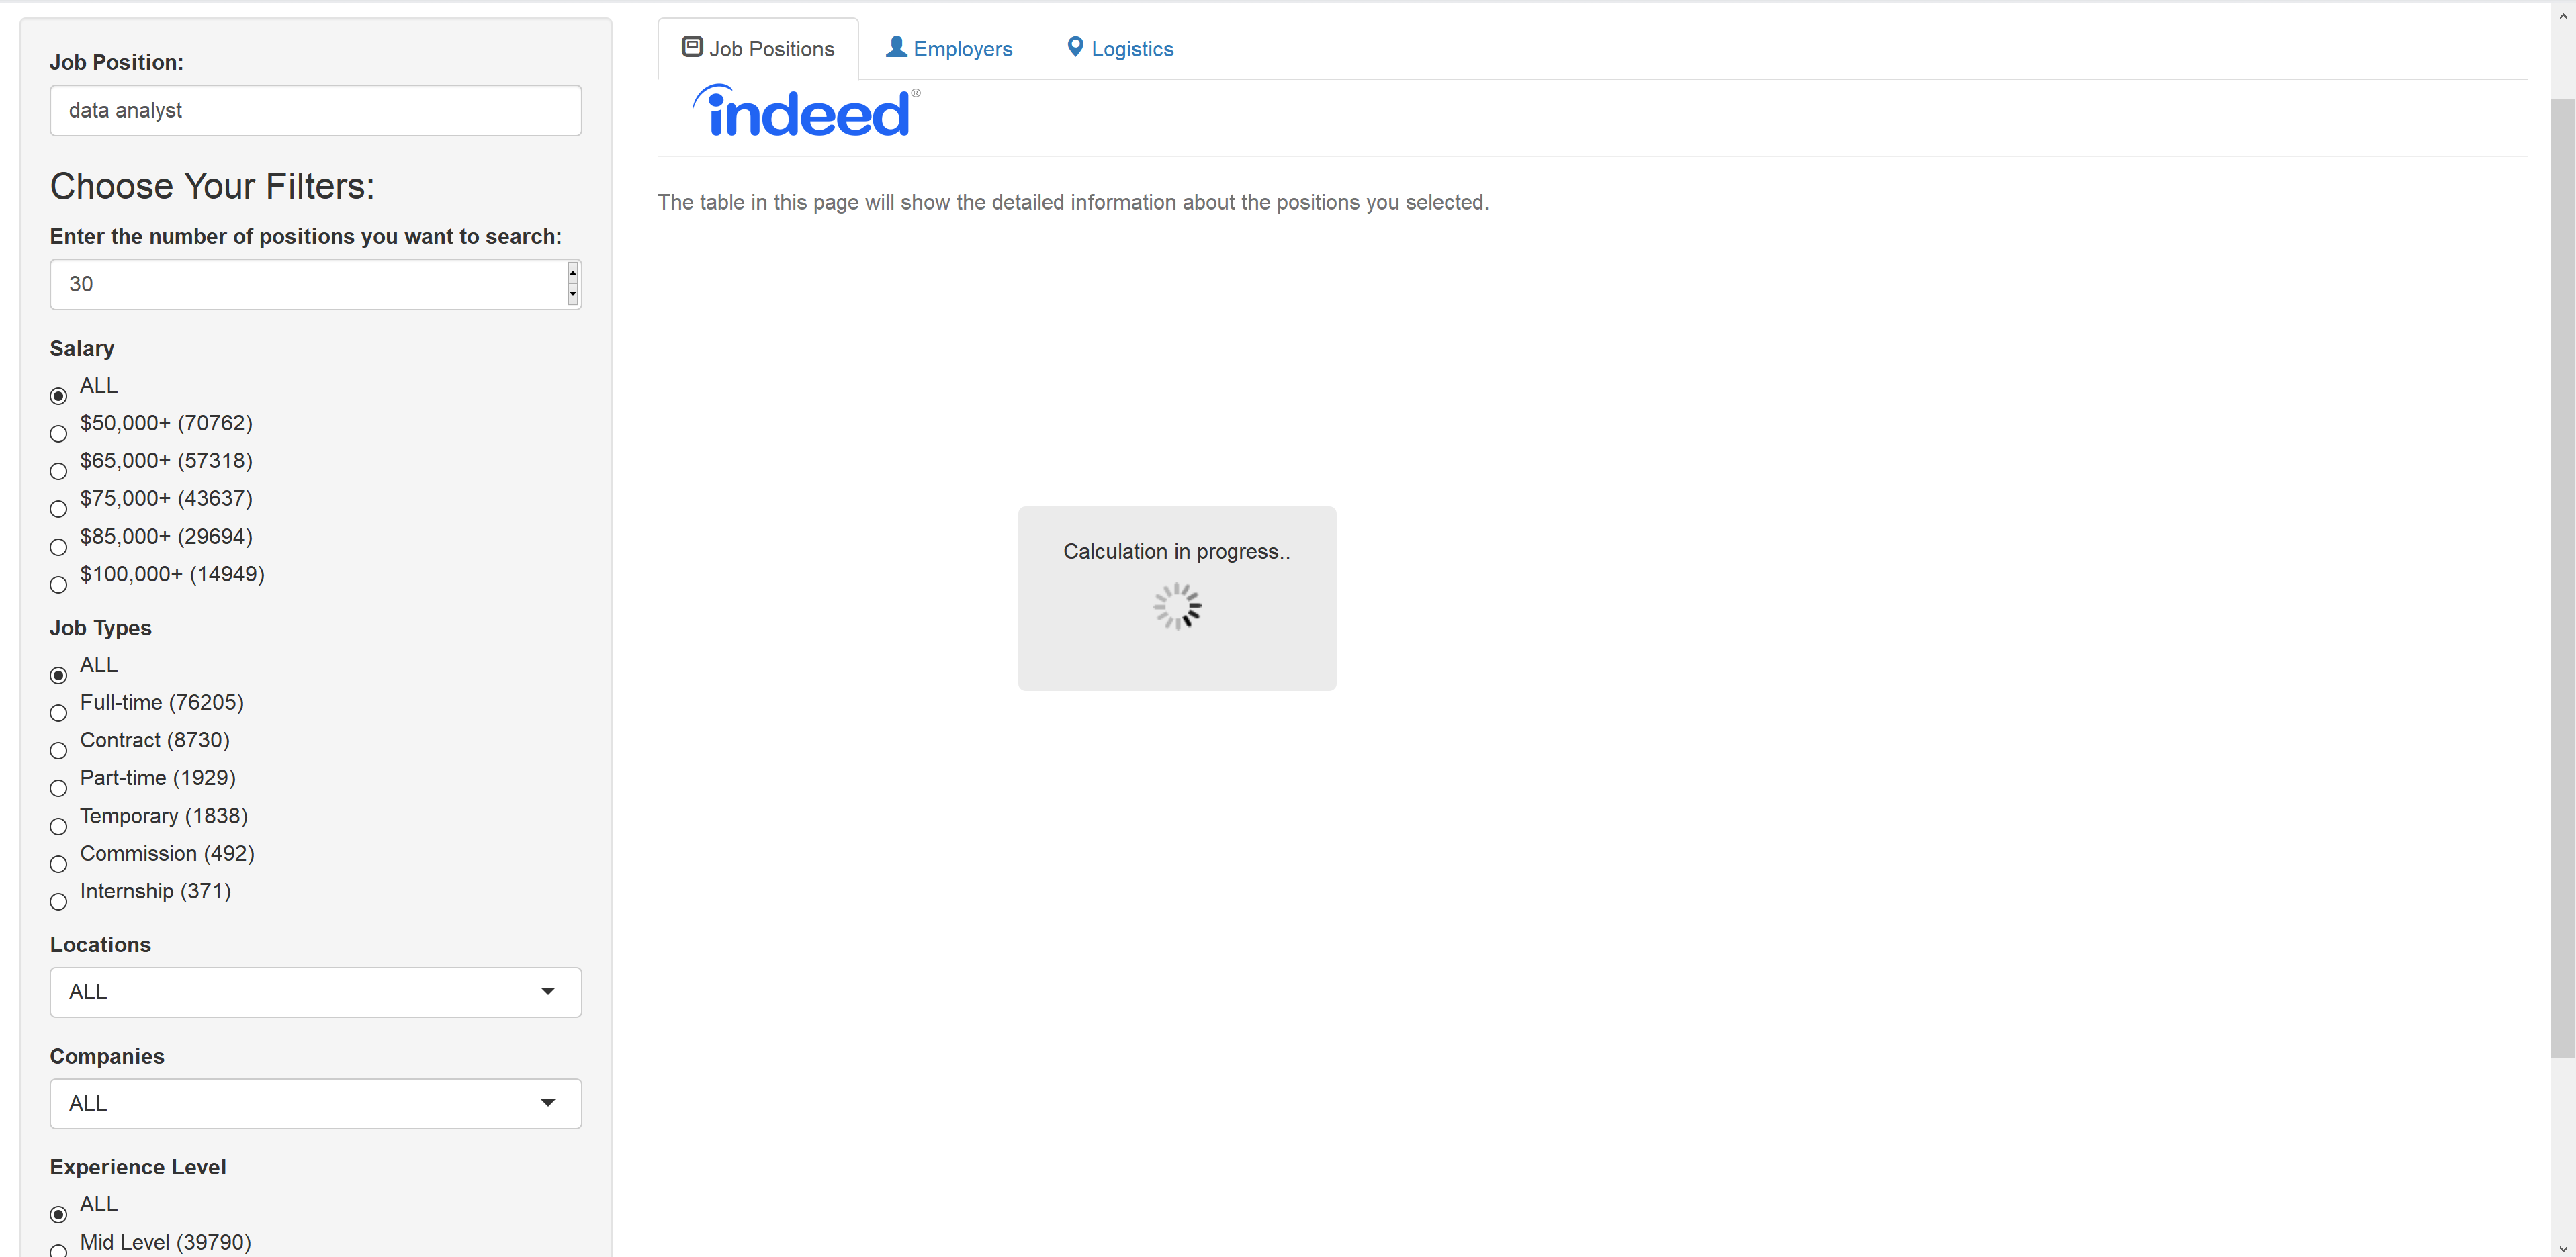 Job Position:
data analyst
Choose Your Filters:
Enter the number of positions you want to search:
30
Salary
ALL
$50,000+ (70762)
$65,000+ (57318)
$75,000+ (43637)
$85,000+ (29694)
$100,000+ (14949)
Job Types
ALL
Full-time (76205)
Contract (8730)
Part-time (1929)
Temporary (1838)
Commission (492)
Internship (371)
Locations
ALL
Companies
ALL
Experience Level
ALL
Mid Level (39790)
Job Positions Employers Logistics
indeed®
The table in this page will show the detailed information about the positions you selected.
Calculation in progress..